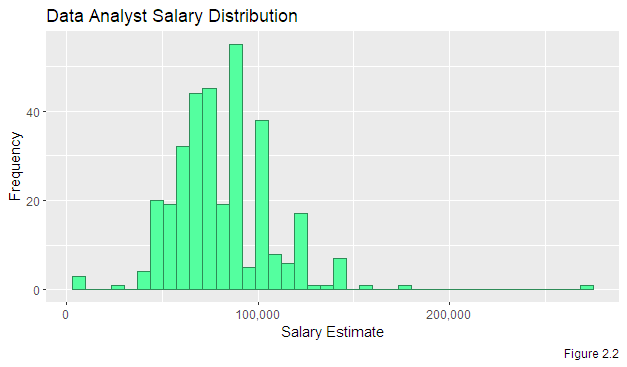 Data Analyst Salary Distribution
Frequency
40
20
0
0
100,000
200,000
Salary Estimate
Figure 2.2